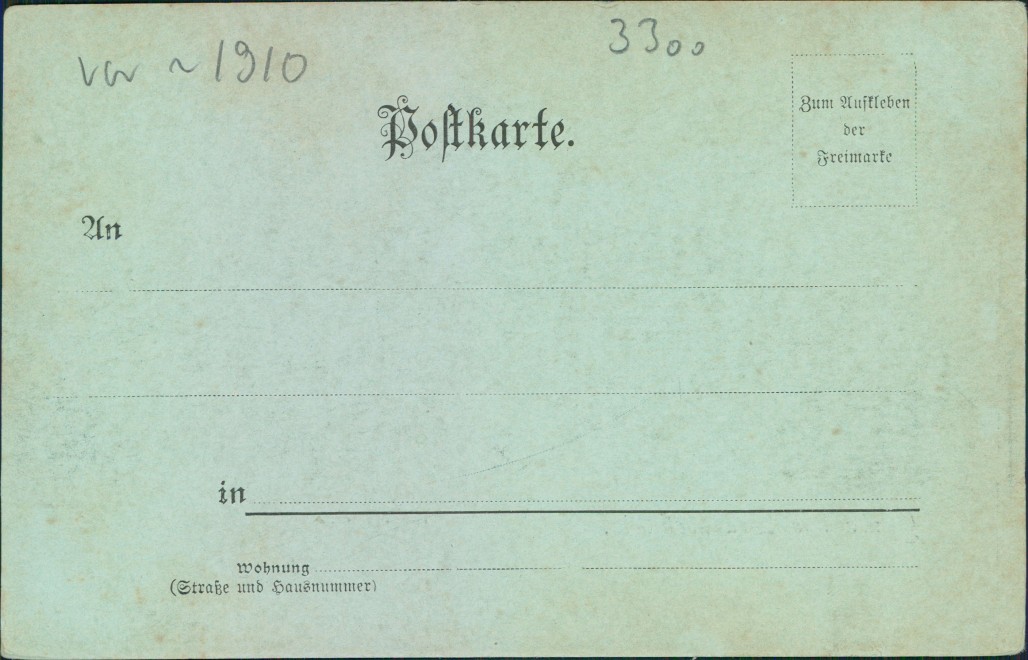 vor ~ 1910
3300
Postkarte.
Zum Aufkleben
der
Freimarke
An
in
Wohnung
(Straße und Hausnummer)